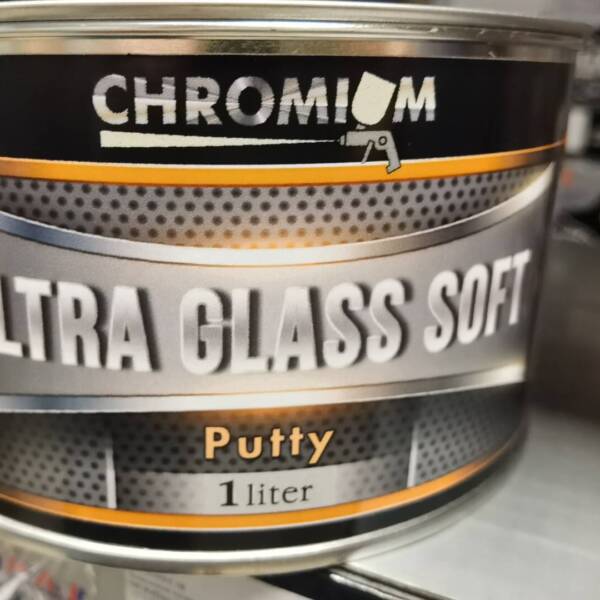 CHROMIUM
LTRA GLASS SOFT
Putty
1 liter